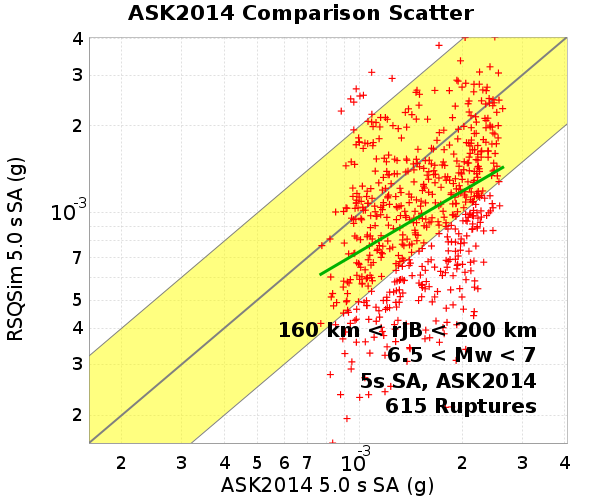 ASK2014 Comparison Scatter
RSQSim 5.0 s SA (g)
4
3
2
10-3
7
5
4
3
2
160 km < rJB < 200 km
6.5 < Mw < 7
5s SA, ASK2014
615 Ruptures
2 3 4 5 6 7 10-3 2 3 4
ASK2014 5.0 s SA (g)